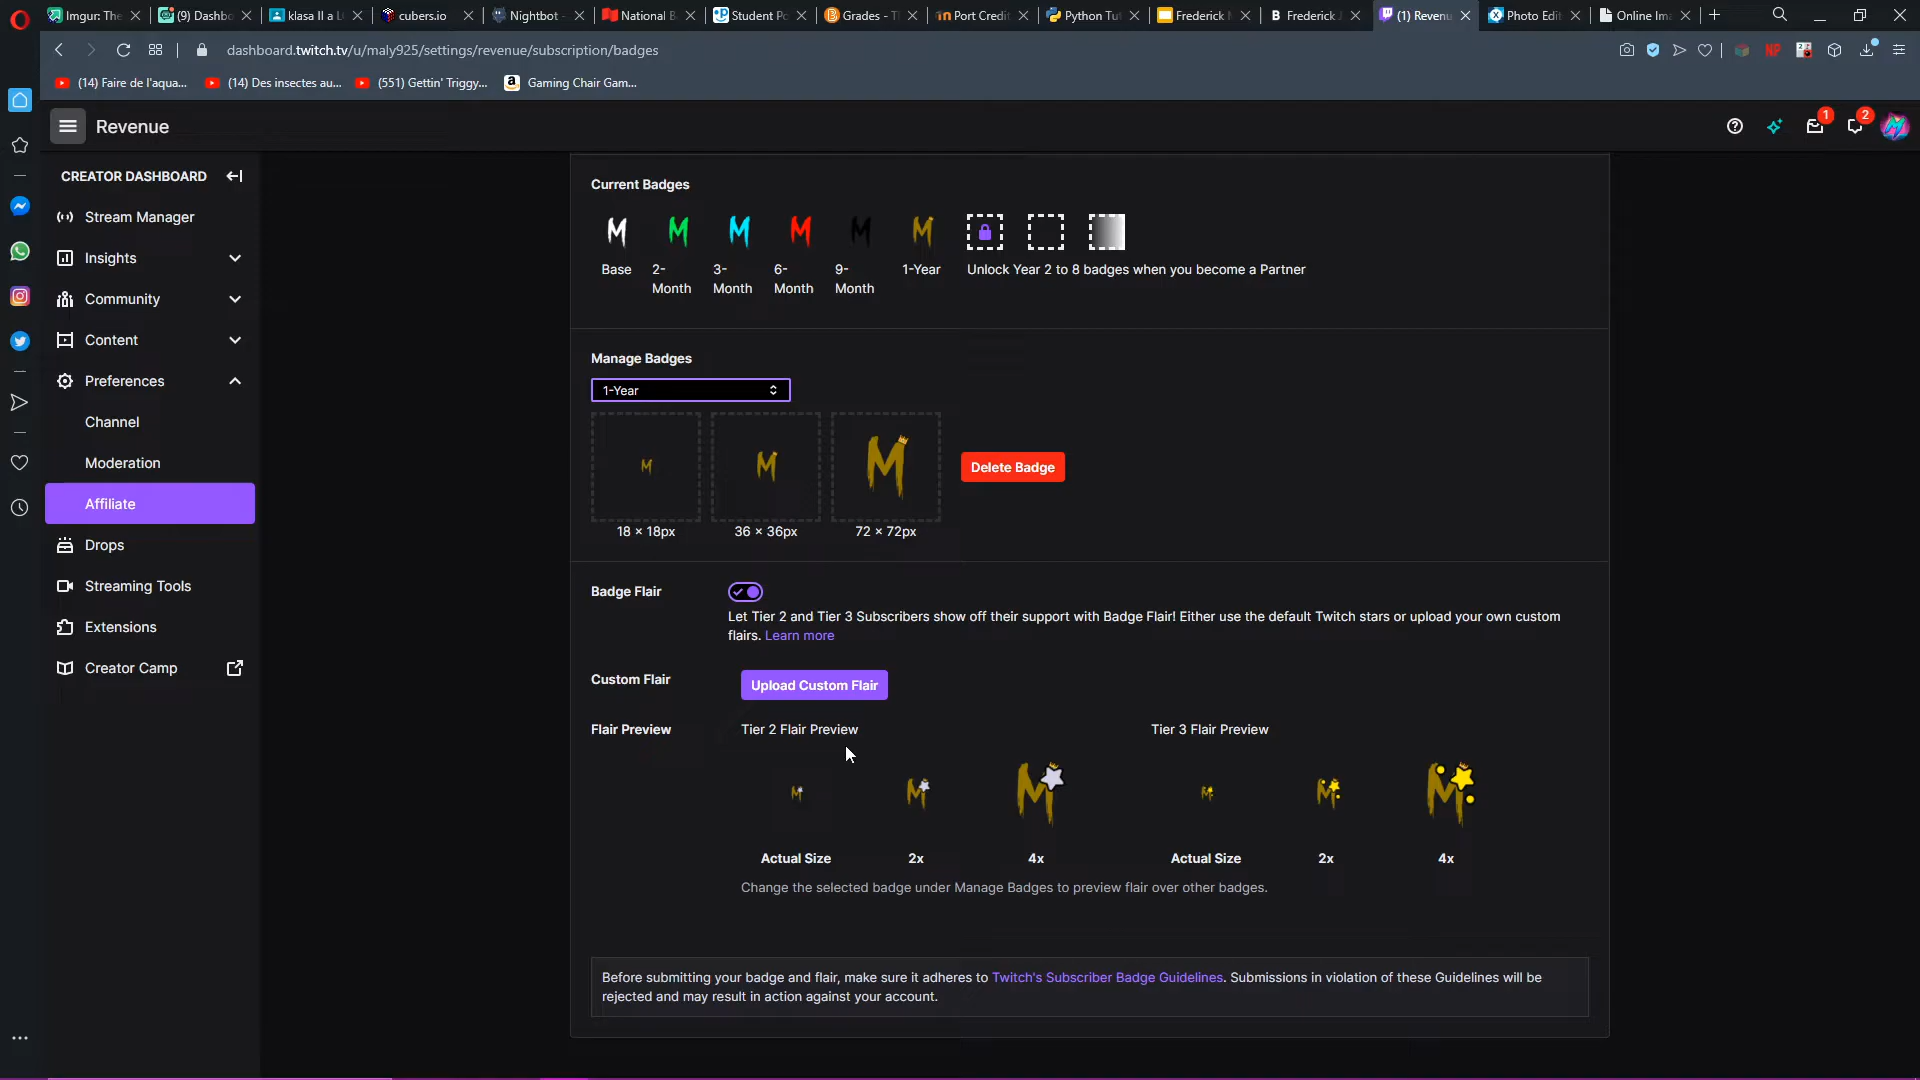 Imgur: The
(9) Dashbo
klasa II a L
cubers.io
Nightbot -
National B
Student Po
Grades - T
Port Credi
Python Tu
Frederick
Frederick
(1) Revenu
Photo Edi
Online Im
dashboard.twitch.tv/u/maly925/settings/revenue/subscription/badges
(14) Faire de l'aqua...
(14) Des insectes au...
(551) Gettin' Triggy...
Gaming Chair Gam...
Revenue
1
2
CREATOR DASHBOARD
Stream Manager
Insights
Community
Content
Preferences
Channel
Moderation
Affiliate
Drops
Streaming Tools
Extensions
Creator Camp
Current Badges
Base
2-
Month
3-
Month
6-
Month
9-
Month
1-Year
Unlock Year 2 to 8 badges when you become a Partner
Manage Badges
1-Year
Delete Badge
18 × 18px
36 × 36px
72 × 72px
Badge Flair
Let Tier 2 and Tier 3 Subscribers show off their support with Badge Flair! Either use the default Twitch stars or upload your own custom
flairs. Learn more
Custom Flair
Upload Custom Flair
Flair Preview
Tier 2 Flair Preview
Tier 3 Flair Preview
Actual Size
2x
4x
Actual Size
2x
4x
Change the selected badge under Manage Badges to preview flair over other badges.
Before submitting your badge and flair, make sure it adheres to Twitch's Subscriber Badge Guidelines. Submissions in violation of these Guidelines will be
rejected and may result in action against your account.